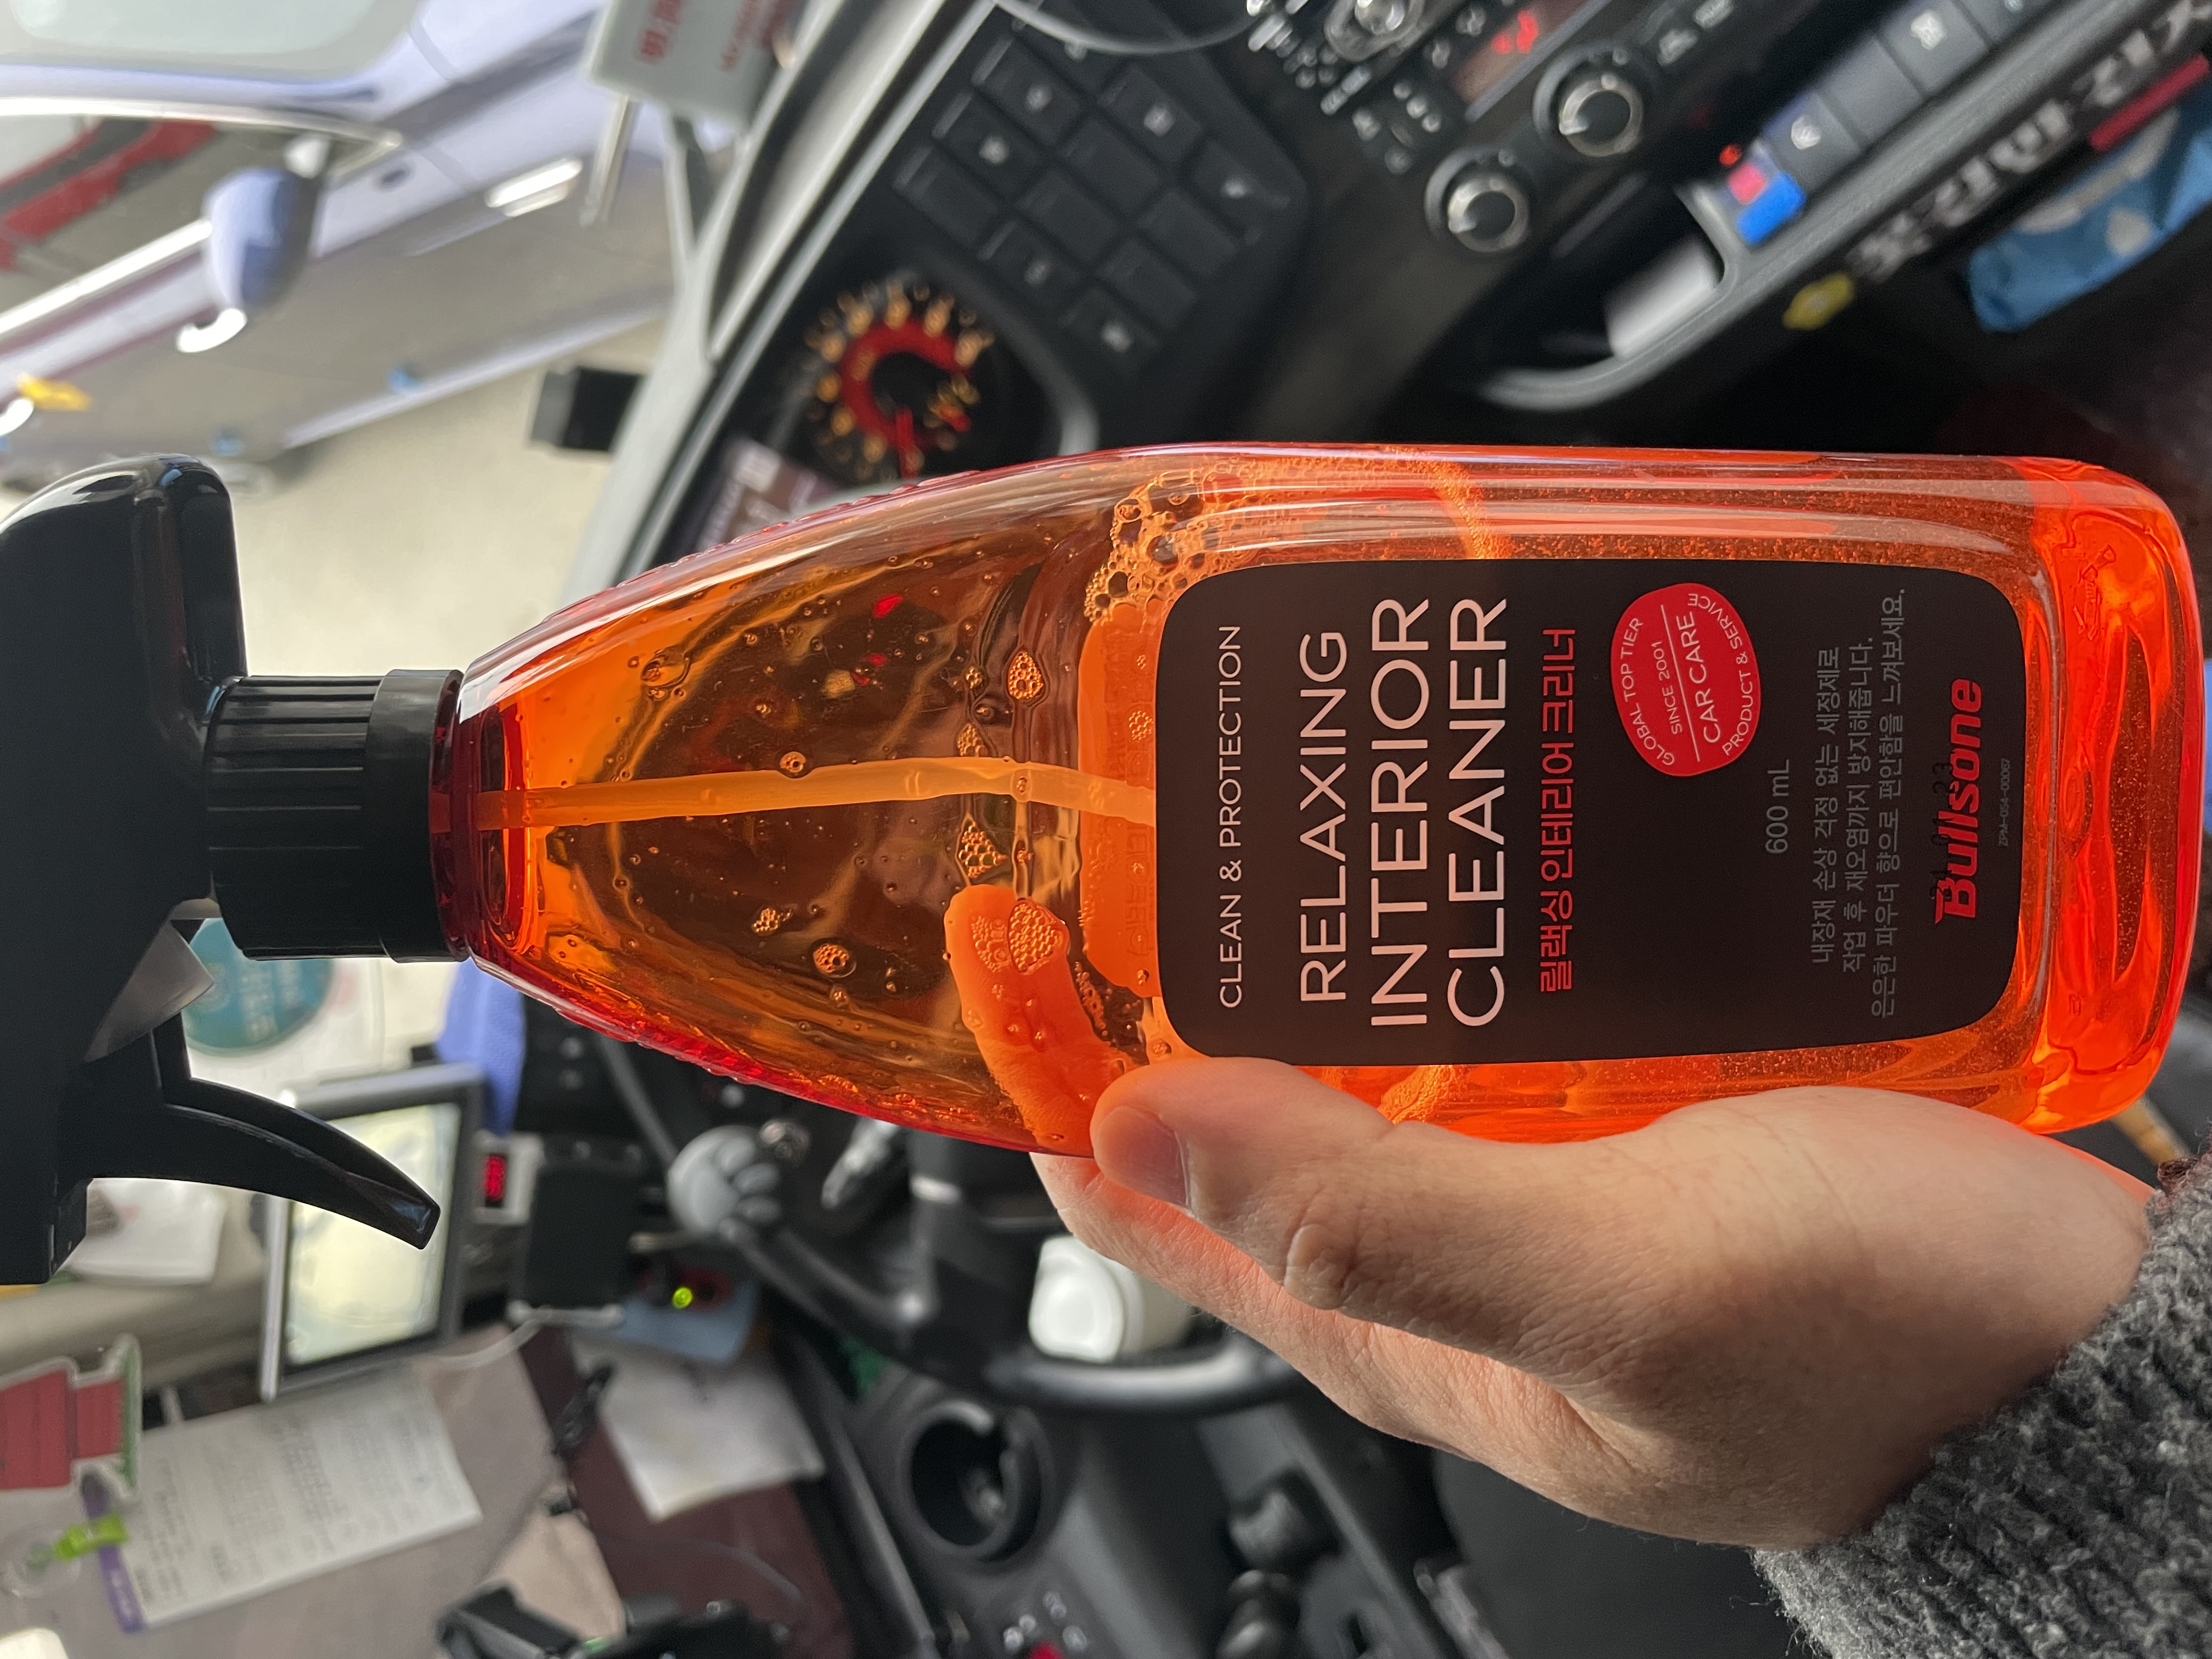 CLEAN & PROTECTION
RELAXING
INTERIOR
CLEANER
릴랙싱 인테리어 크리너
GLOBAL TOP TIER
SINCE 2001
CAR CARE
PRODUCT & SERVICE
600 mL
내장재 손상 걱정 없는 세정제로
작업 후 재오염까지 방지해줍니다.
은은한 파우더 향으로 편안함을 느껴보세요.
Bullsone